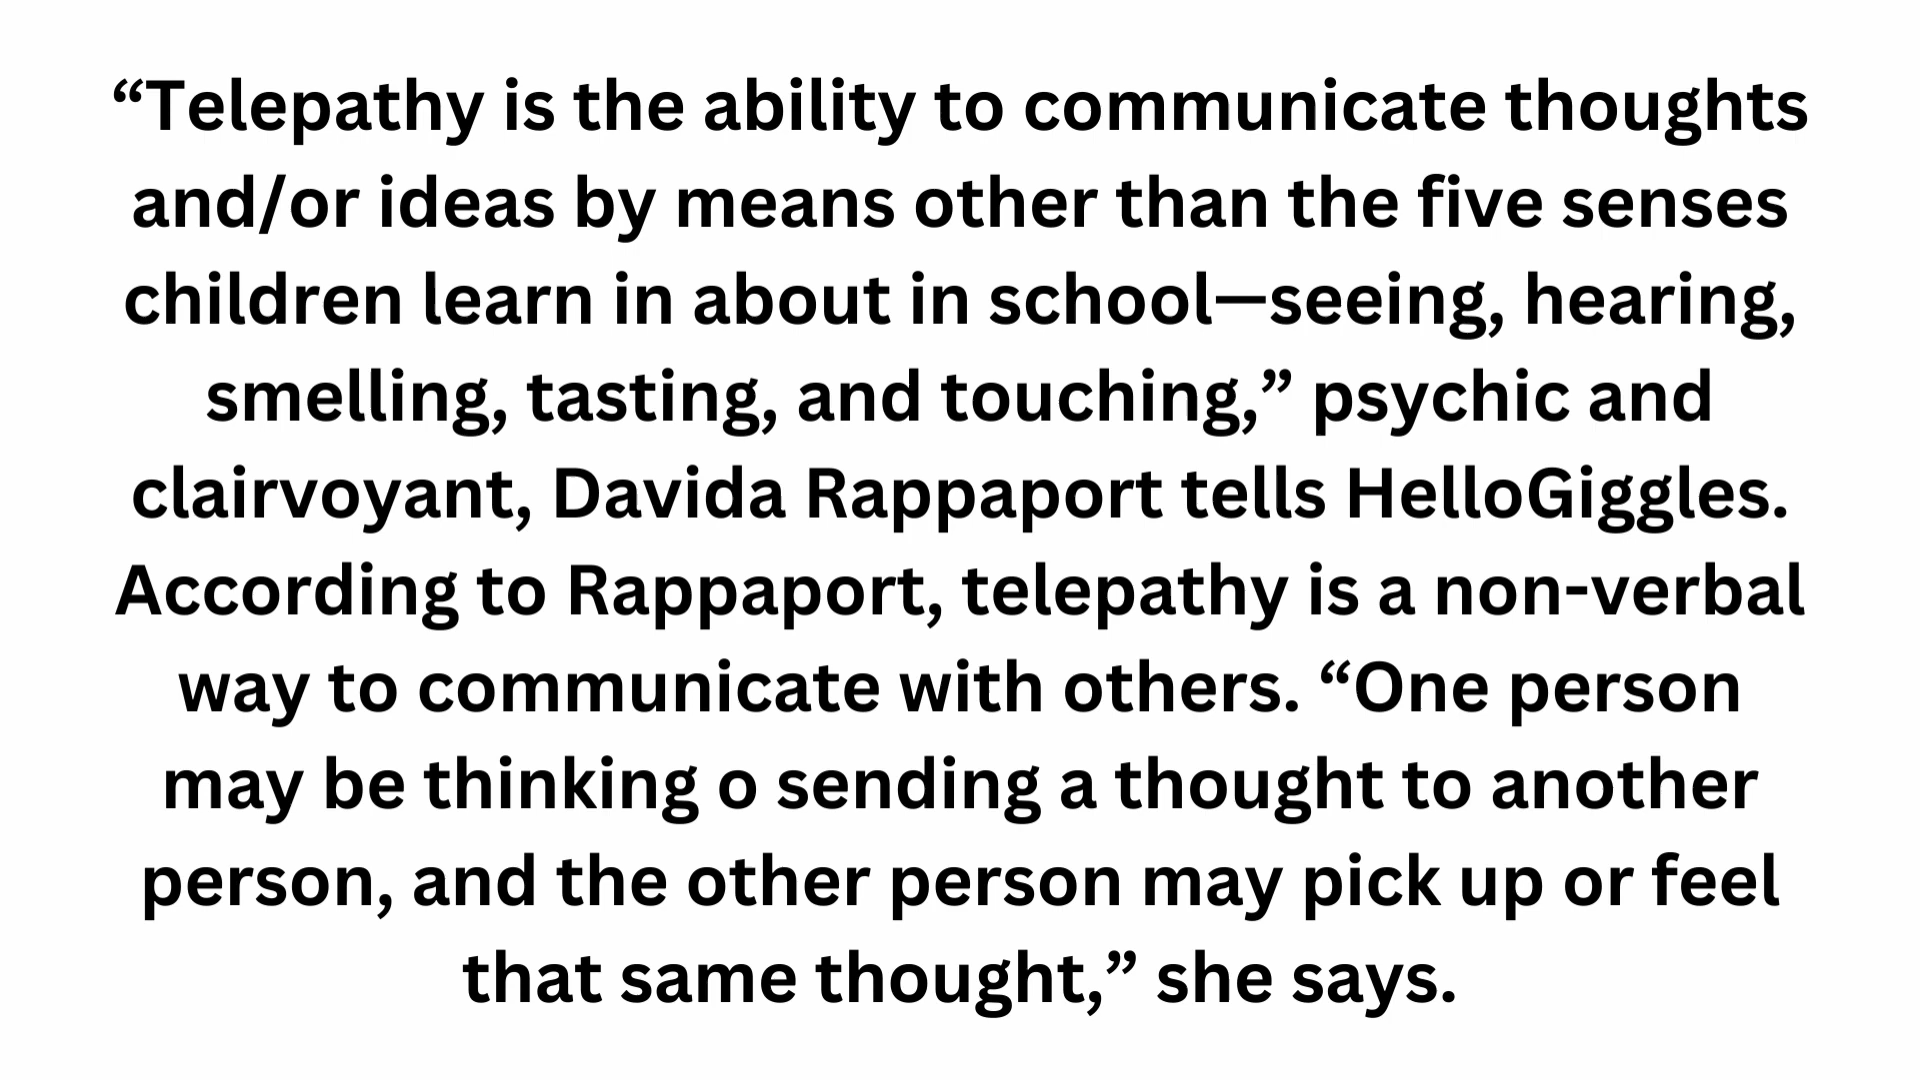 “Telepathy is the ability to communicate thoughts
and/or ideas by means other than the five senses
children learn in about in school—seeing, hearing,
smelling, tasting, and touching,” psychic and
clairvoyant, Davida Rappaport tells HelloGiggles.
According to Rappaport, telepathy is a non-verbal
way to communicate with others. “One person
may be thinking o sending a thought to another
person, and the other person may pick up or feel
that same thought,” she says.